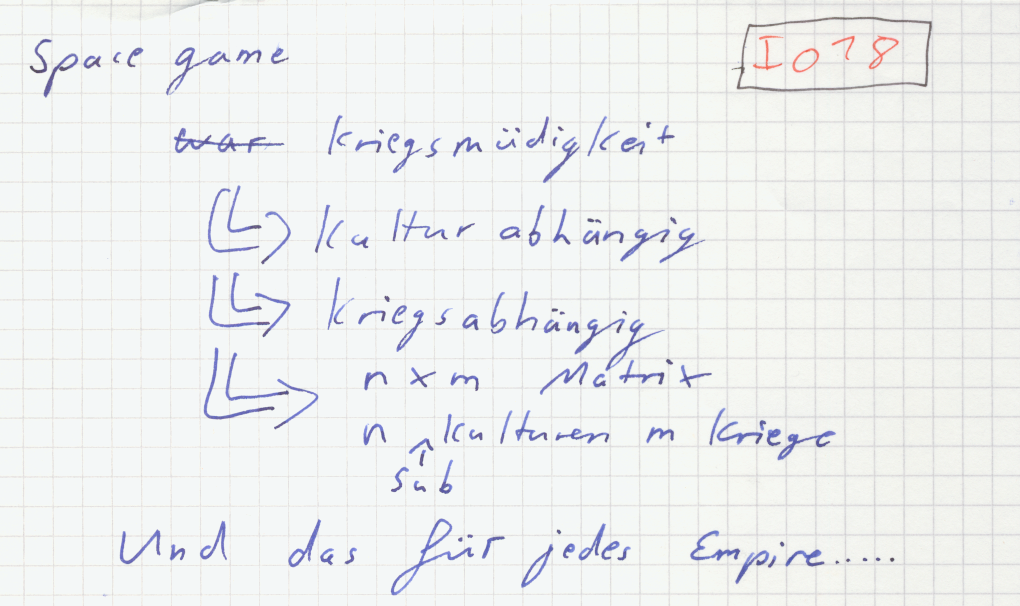 Space game
I078
war Kriegsmüdigkeit
Kultur abhängig
Kriegsabhängig
n x m Matrix
n Kulturen m Kriege
sub
Und das für jedes Empire.....